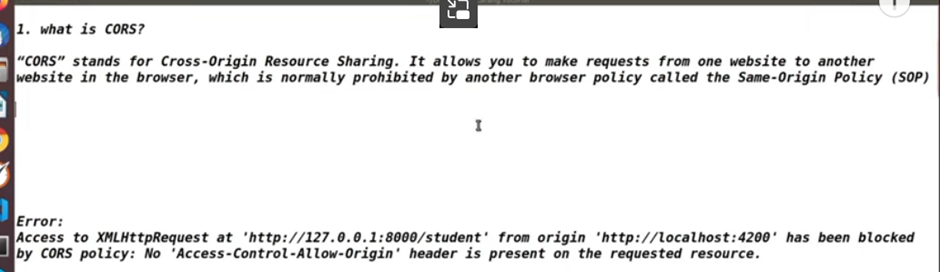 1. what is CORS?
“CORS” stands for Cross-Origin Resource Sharing. It allows you to make requests from one website to another
website in the browser, which is normally prohibited by another browser policy called the Same-Origin Policy (SOP)
Error:
Access to XMLHttpRequest at 'http://127.0.0.1:8000/student' from origin 'http://localhost:4200' has been blocked
by CORS policy: No 'Access-Control-Allow-Origin' header is present on the requested resource.